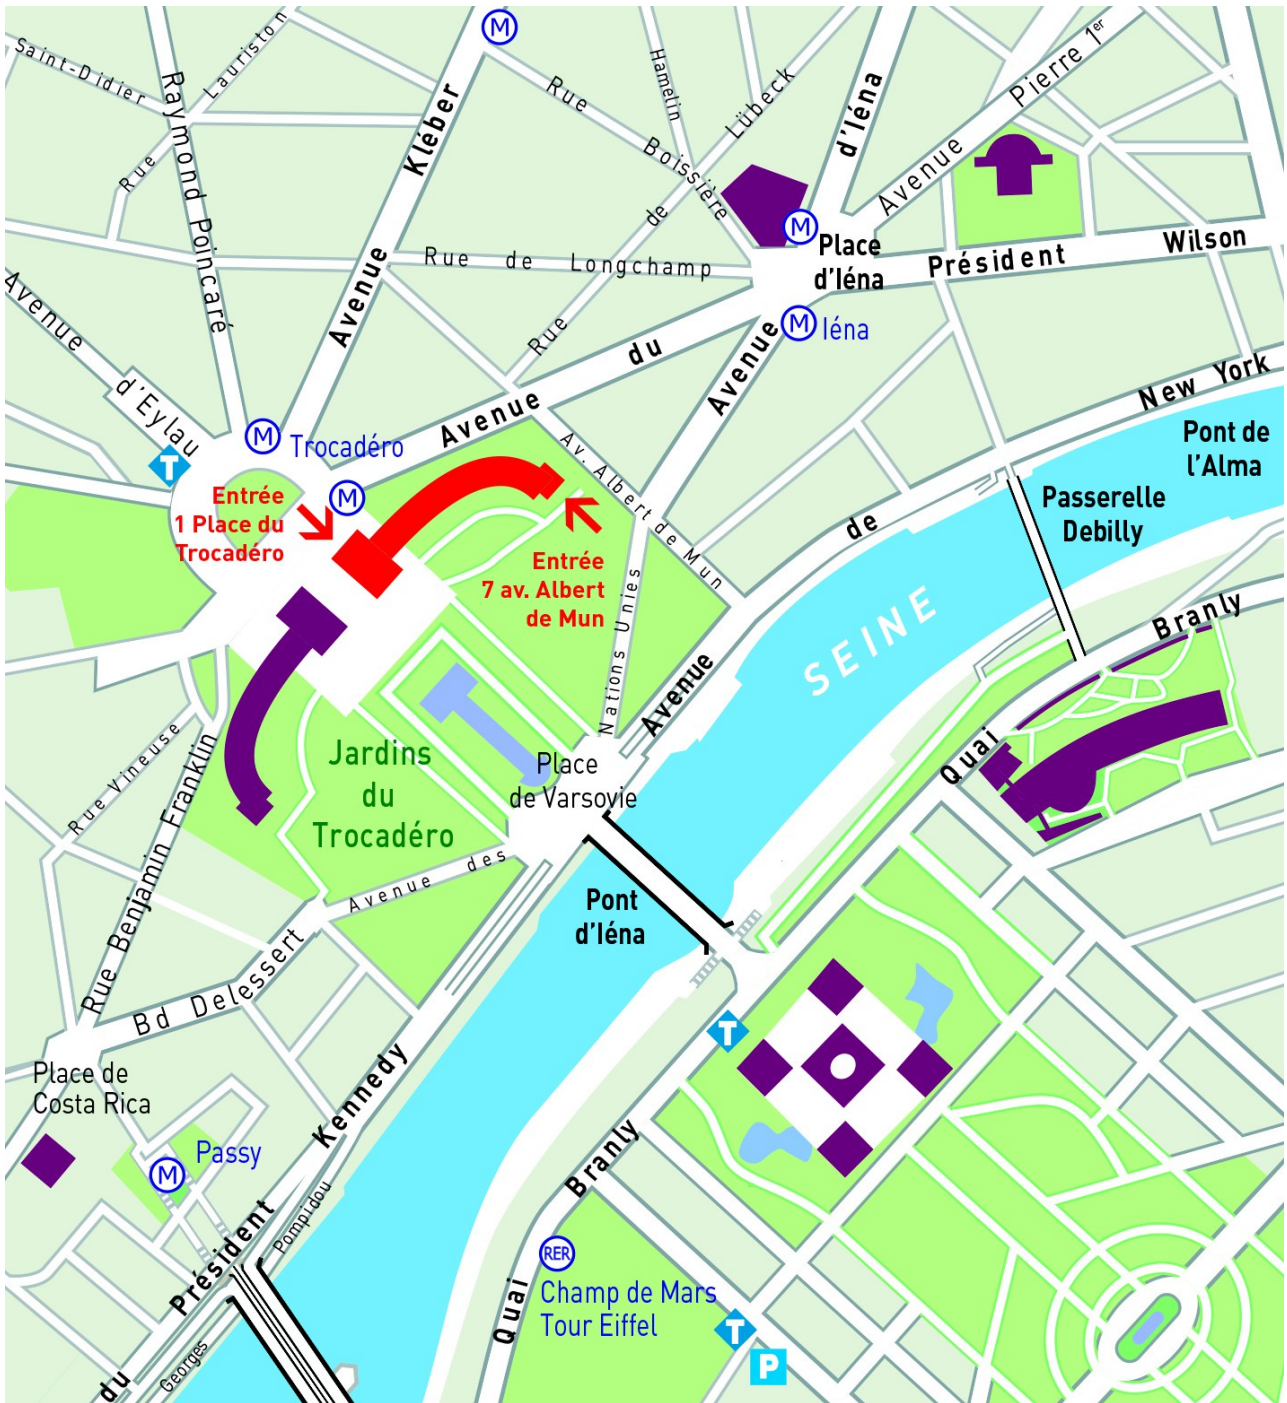 Saint-Didier
Lauriston
Rue
Raymond Poincaré
Kléber
Avenue
M
Rue
Boissière
Hamelin
Lübeck
de
Rue
d'Iéna
Avenue Pierre 1er
M
Place
d'Iéna
Président
Wilson
Rue de Longchamp
Avenue
d'Eylau
du
Avenue
Avenue
M
Iéna
New York
Pont de
l'Alma
M
Trocadéro
T
M
Entrée
1 Place du
Trocadéro
Av. Albert de Mun
Entrée
7 av. Albert
de Mun
Nations Unies
de
Avenue
Passerelle
Debilly
SEINE
Branly
Quai
Rue Vineuse
Rue Benjamin Franklin
Jardins
du
Trocadéro
Place
de Varsovie
Avenue des
Pont
d'Iéna
Bd Delessert
Place de
Costa Rica
T
Kennedy
Passy
M
Branly
Président
Pompidou
Quai
RER
Champ de Mars
Tour Eiffel
T
P
du
Georges